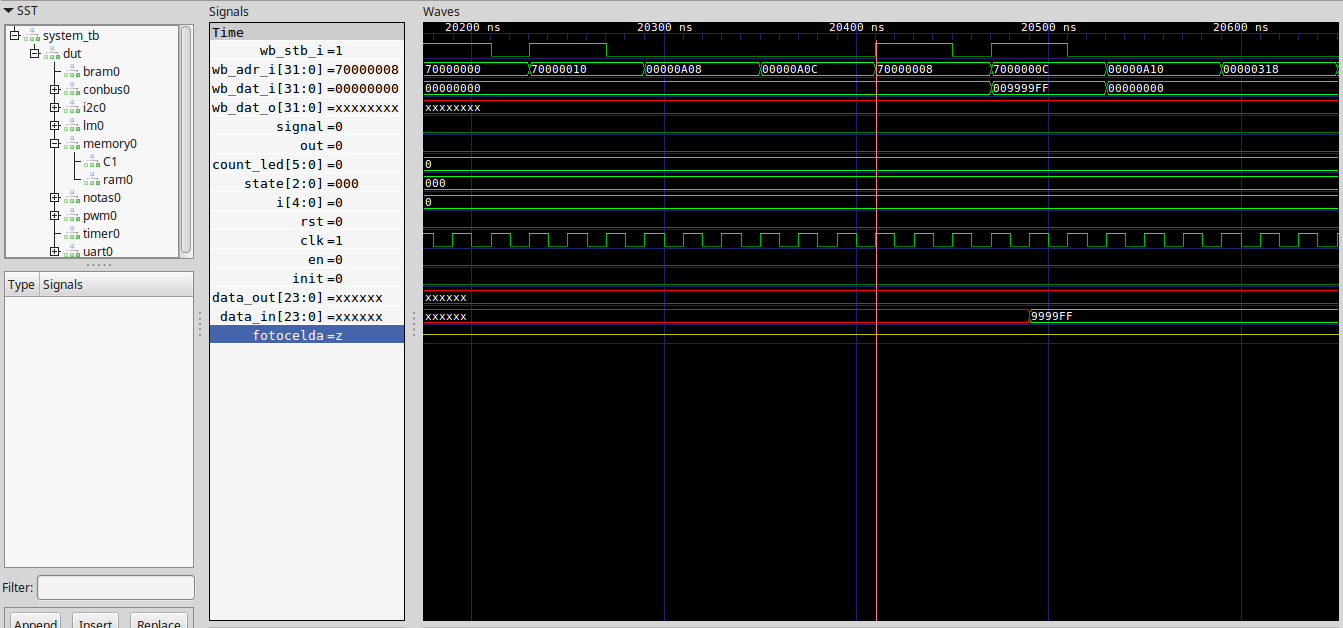 SST
system_tb
dut
bram0
conbus0
i2c0
lm0
memory0
C1
ram0
notas0
pwm0
timer0
uart0
Type Signals
Filter:
Append Insert Replace
Signals
Time
wb_stb_i=1
wb_adr_i[31:0]=70000008
wb_dat_i[31:0]=00000000
wb_dat_o[31:0]=xxxxxxxx
signal=0
out=0
count_led[5:0]=0
state[2:0]=000
i[4:0]=0
rst=0
clk=1
en=0
init=0
data_out[23:0]=xxxxxx
data_in[23:0]=xxxxxx
fotocelda=z
Waves
20200 ns 20300 ns 20400 ns 20500 ns 20600 ns
70000000 70000010 00000A08 00000A0C 70000008 7000000C 00000A10 00000318
00000000 009999FF 00000000
xxxxxxxx
0
000
0
xxxxxx
xxxxxx 9999FF